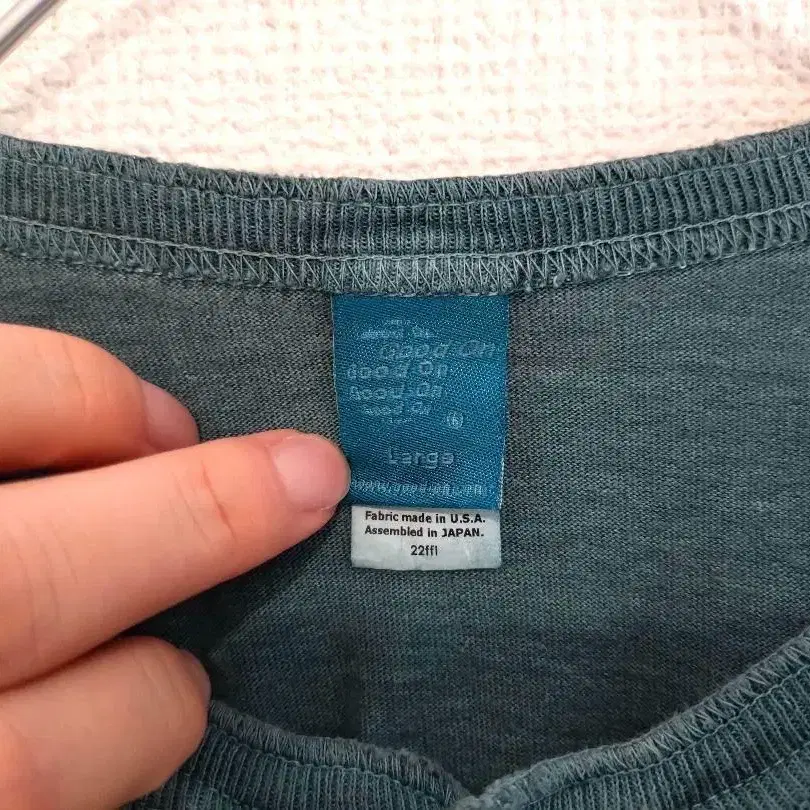 Good On
Good On
Good On
Good On
®
Large
Fabric made in U.S.A.
Assembled in JAPAN.
22ffl